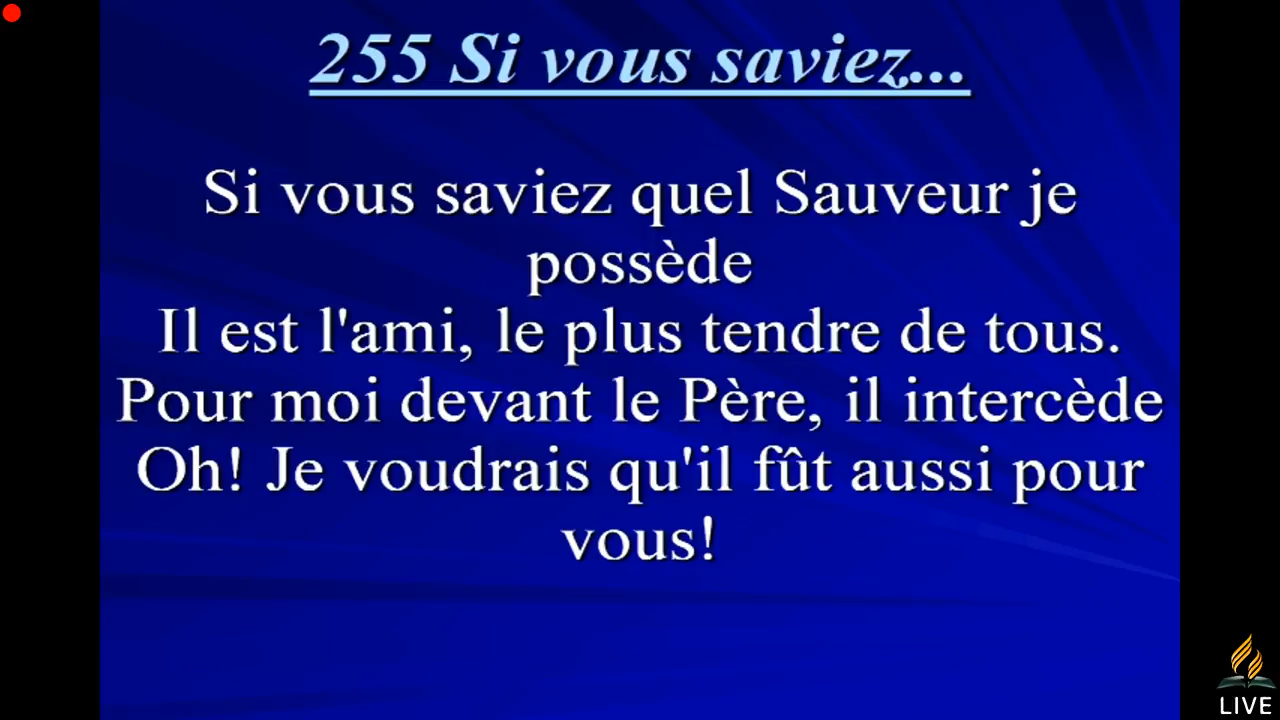 255 Si vous saviez...
Si vous saviez quel Sauveur je
possède
Il est l'ami, le plus tendre de tous.
Pour moi devant le Père, il intercède
Oh! Je voudrais qu'il fût aussi pour
vous!
LIVE